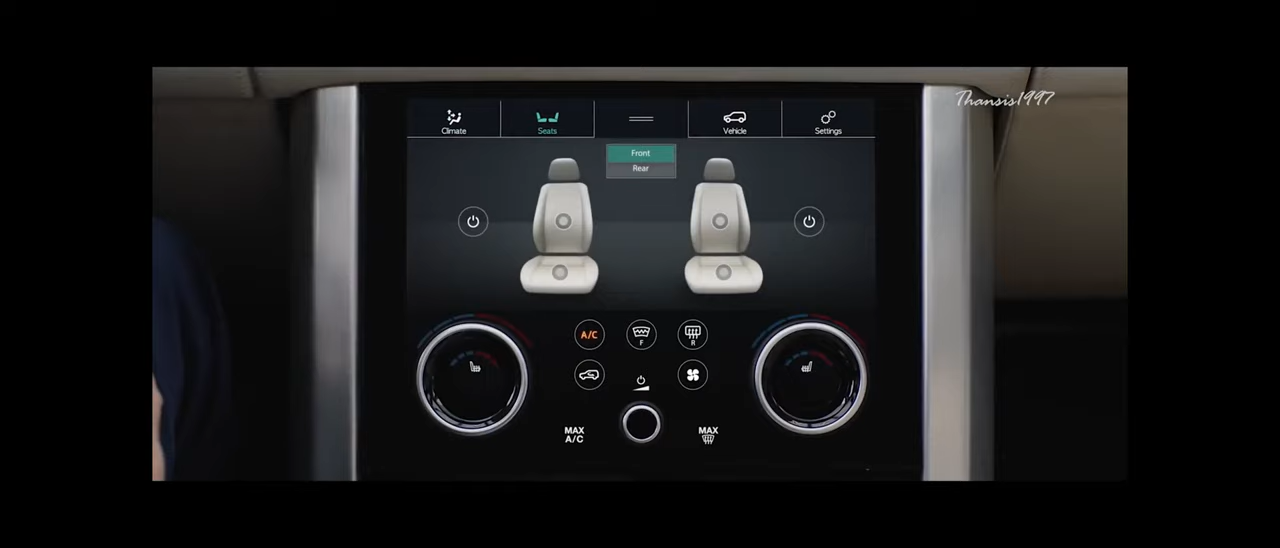 Thansis1997
Climate
Seats
Vehicle
Settings
Front
Rear
A/C
F
R
MAX
A/C
MAX